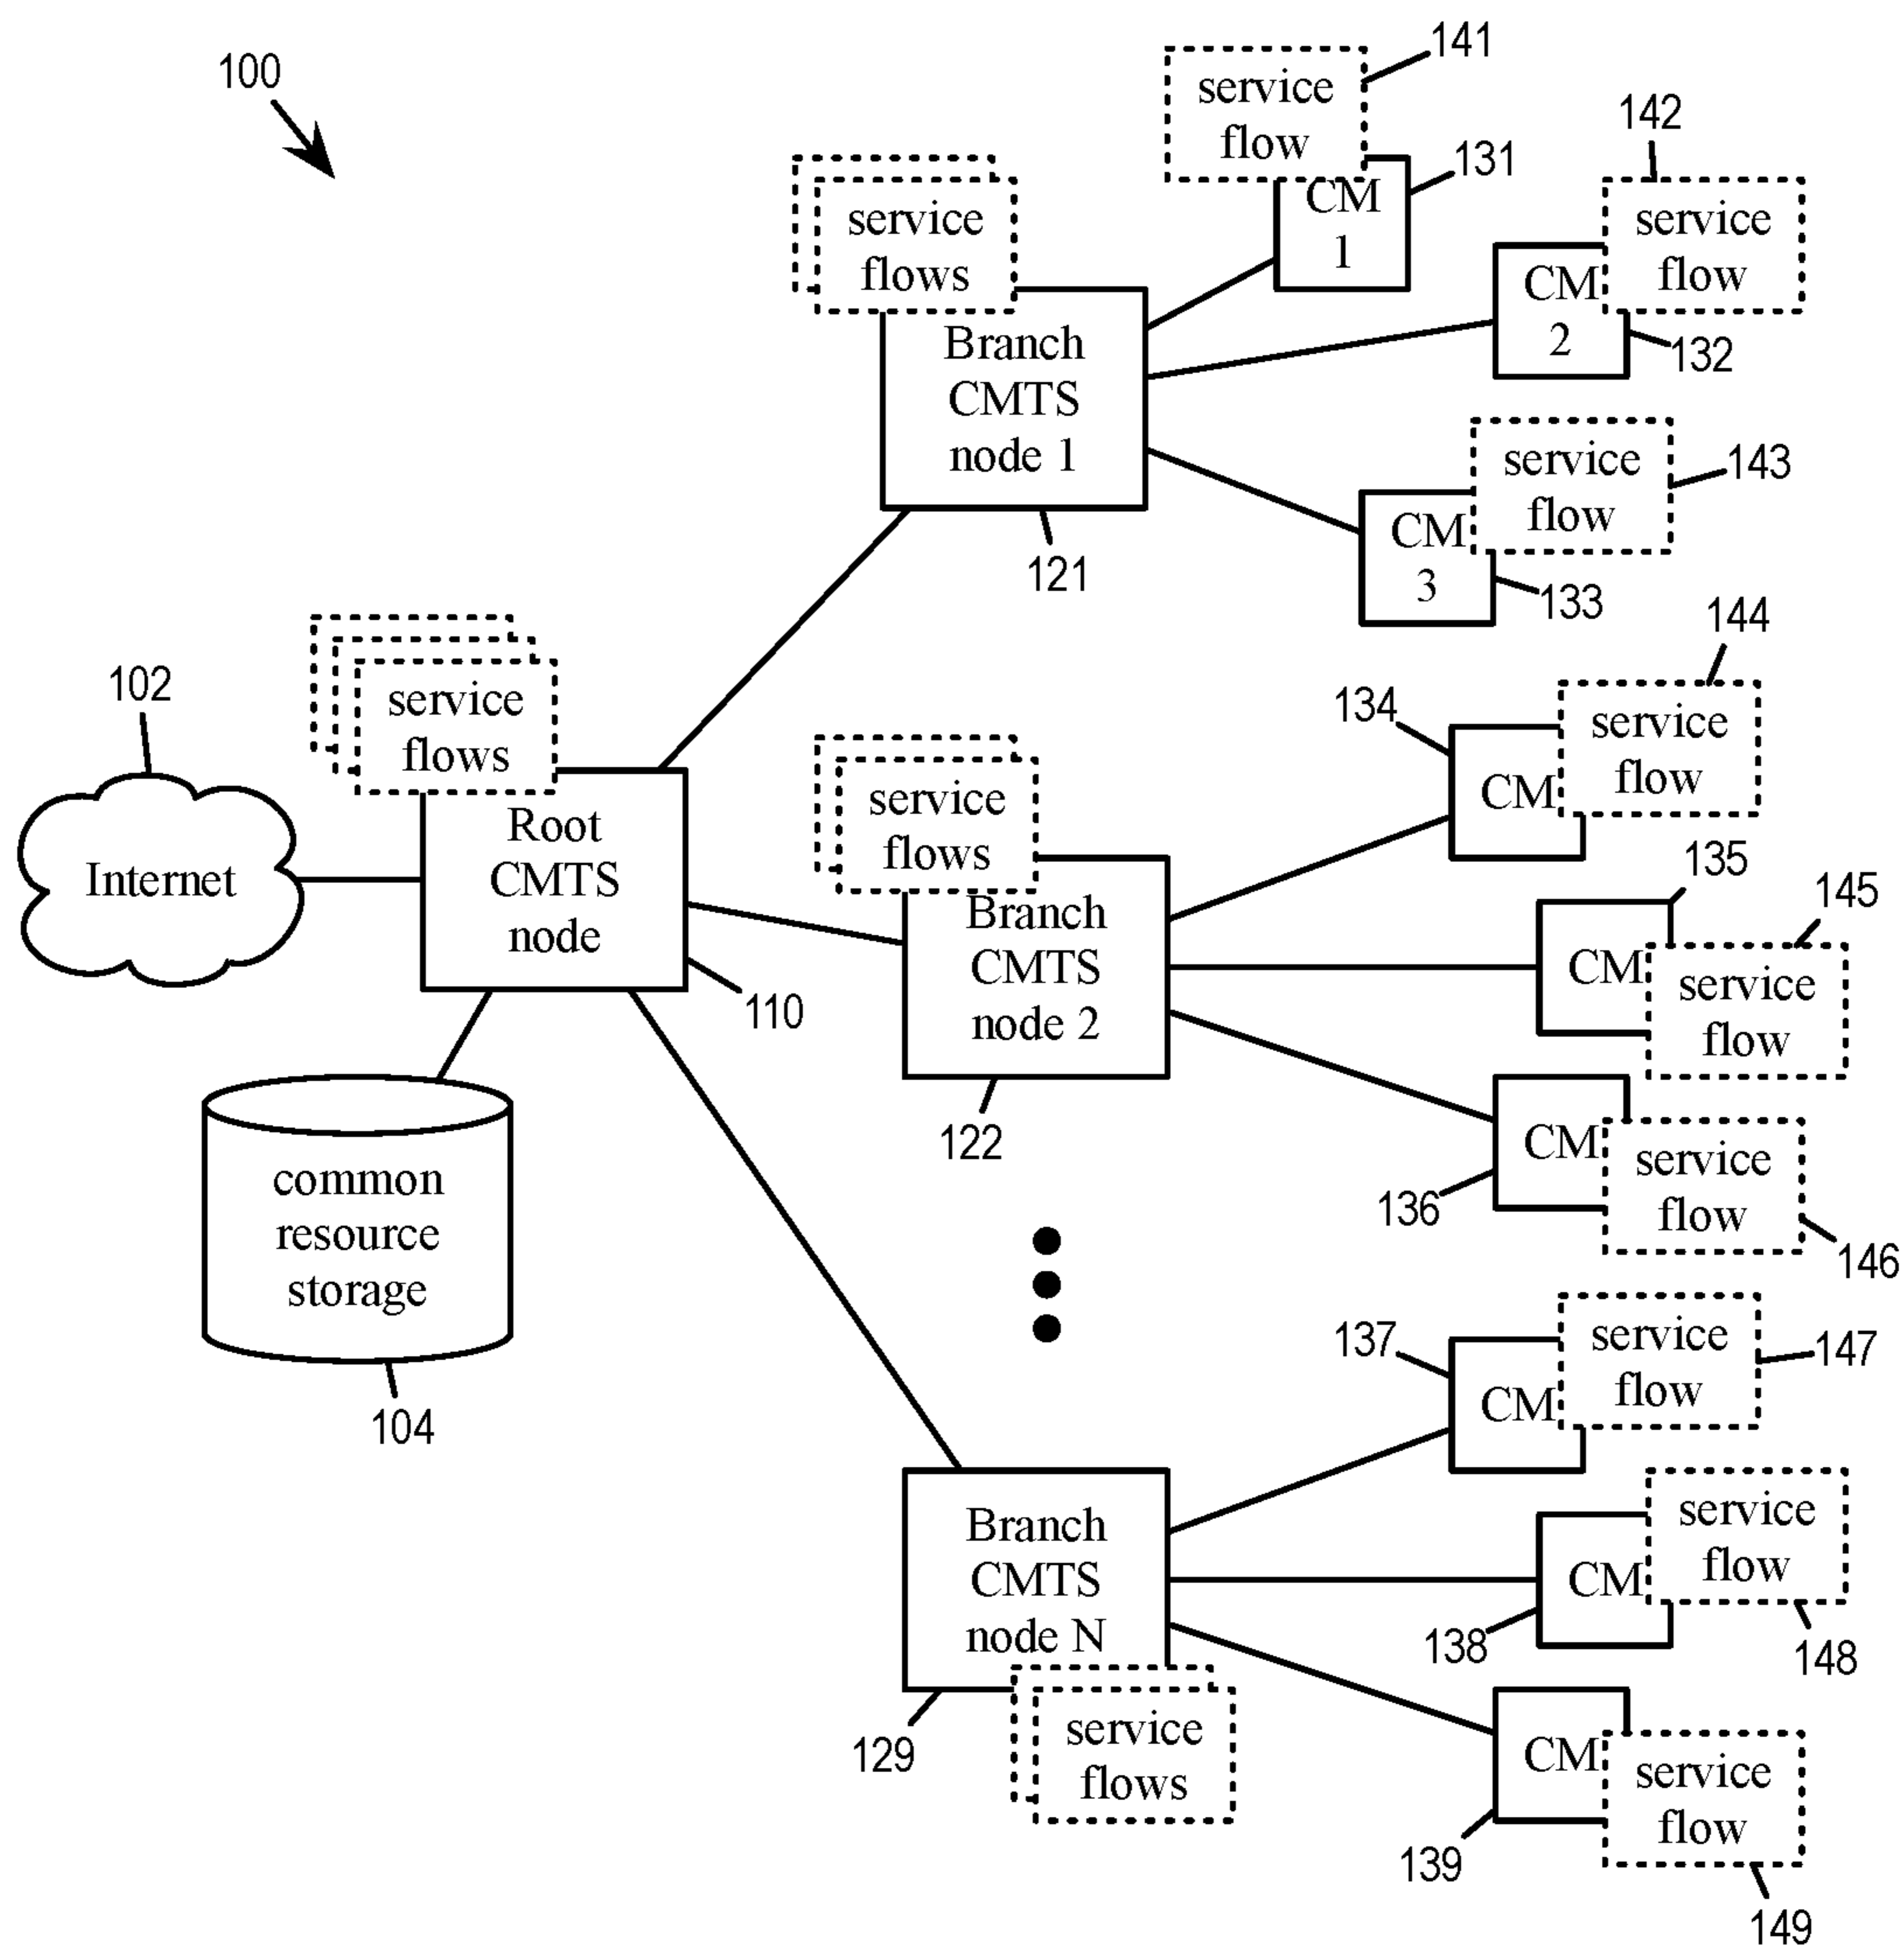 100
service
flow
141
CM
1
131
142
service
flow
CM
2
132
service
flows
Branch
CMTS
node 1
121
service
flow
143
CM
3
133
144
service
flow
134
CM
102
Internet
service
flows
Root
CMTS
node
110
service
flows
Branch
CMTS
node 2
122
135
145
CM
service
flow
CM
136
service
flow
146
common
resource
storage
104
137
service
flow
147
CM
Branch
CMTS
node N
129
service
flows
service
flow
CM
138
148
CM
139
service
flow
149